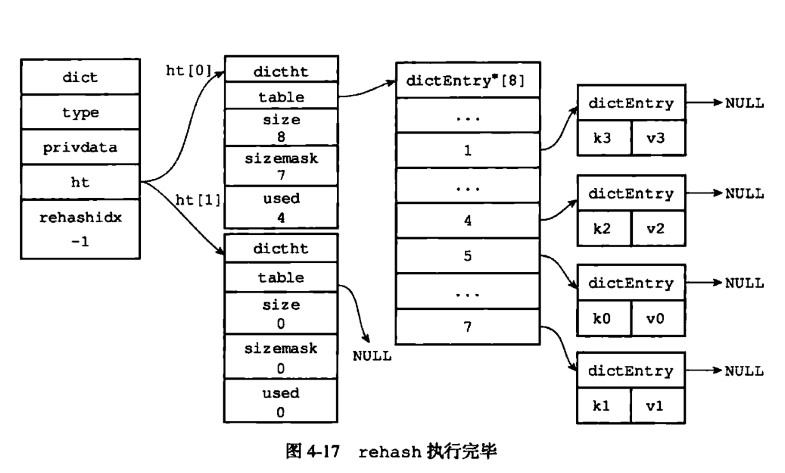 dict
type
privdata
ht
rehashidx
-1
ht[0]
ht[1]
dictht
table
size
8
sizemask
7
used
4
dictht
table
size
0
sizemask
0
used
0
NULL
dictEntry*[8]
...
1
...
4
5
...
7
dictEntry
k3 v3
NULL
dictEntry
k2 v2
NULL
dictEntry
k0 v0
NULL
dictEntry
k1 v1
NULL
图 4-17 rehash 执行完毕